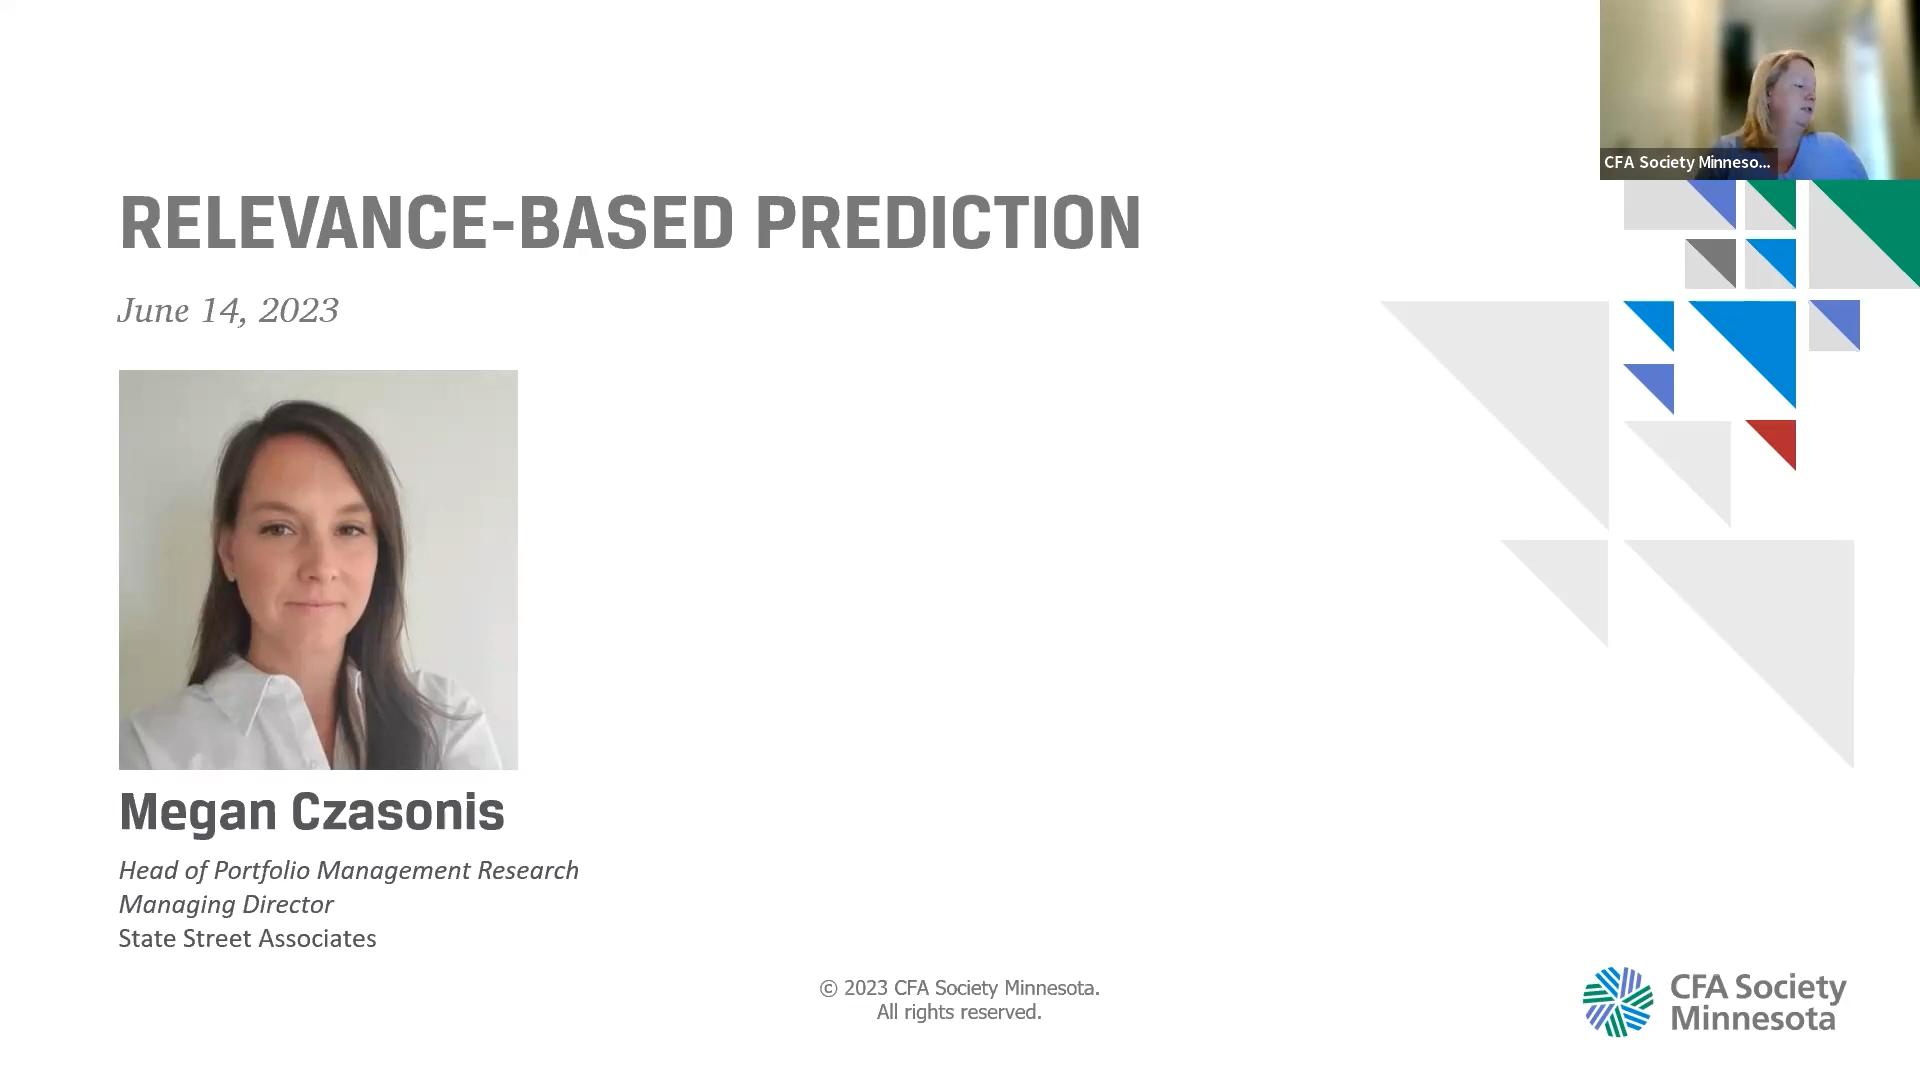 CFA Society Minneso...
RELEVANCE-BASED PREDICTION
June 14, 2023
Megan Czasonis
Head of Portfolio Management Research
Managing Director
State Street Associates
© 2023 CFA Society Minnesota.
All rights reserved.
CFA Society
Minnesota